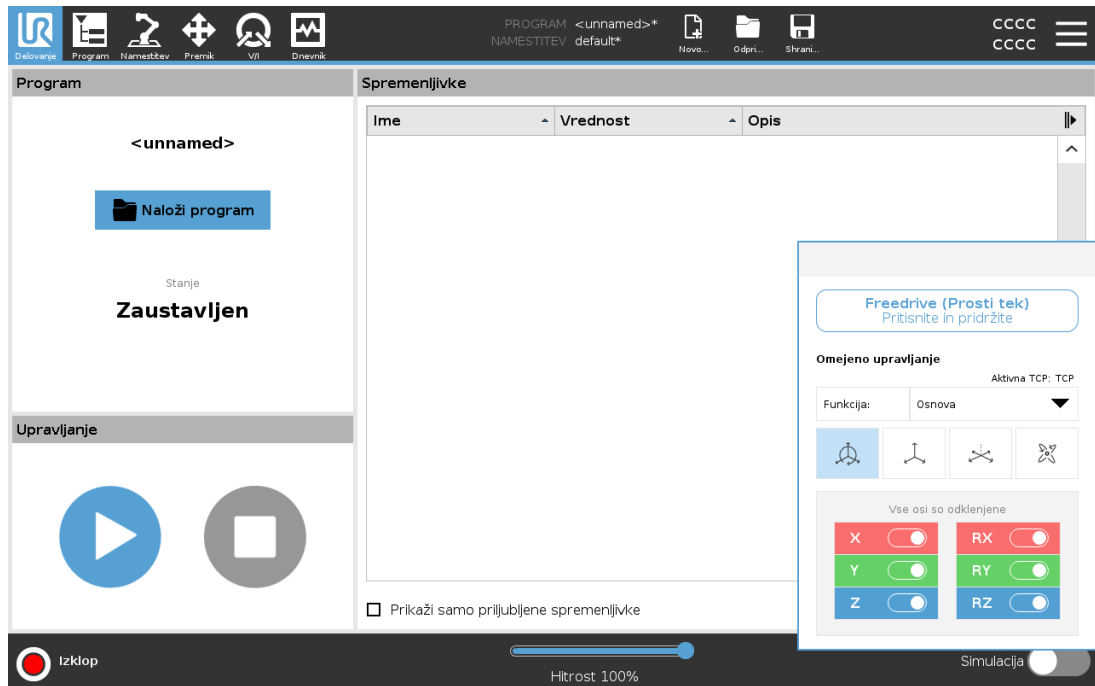 UR
PROGRAM <unnamed>*
NAMESTITEV default*
CCCC
CCCC
Delovanje Program Namestitev Premik V/I Dnevnik
Novo... Odpri... Shrani...
Program
<unnamed>
Naloži program
Stanje
Zaustavljen
Upravljanje
Spremenljivke
Ime Vrednost Opis
Prikaži samo priljubljene spremenljivke
Freedrive (Prosti tek)
Pritisnite in pridržite
Omejeno upravljanje
Aktivna TCP: TCP
Funkcija: Osnova
Vse osi so odklenjene
X RX
Y RY
Z RZ
Izklop
Hitrost 100%
Simulacija